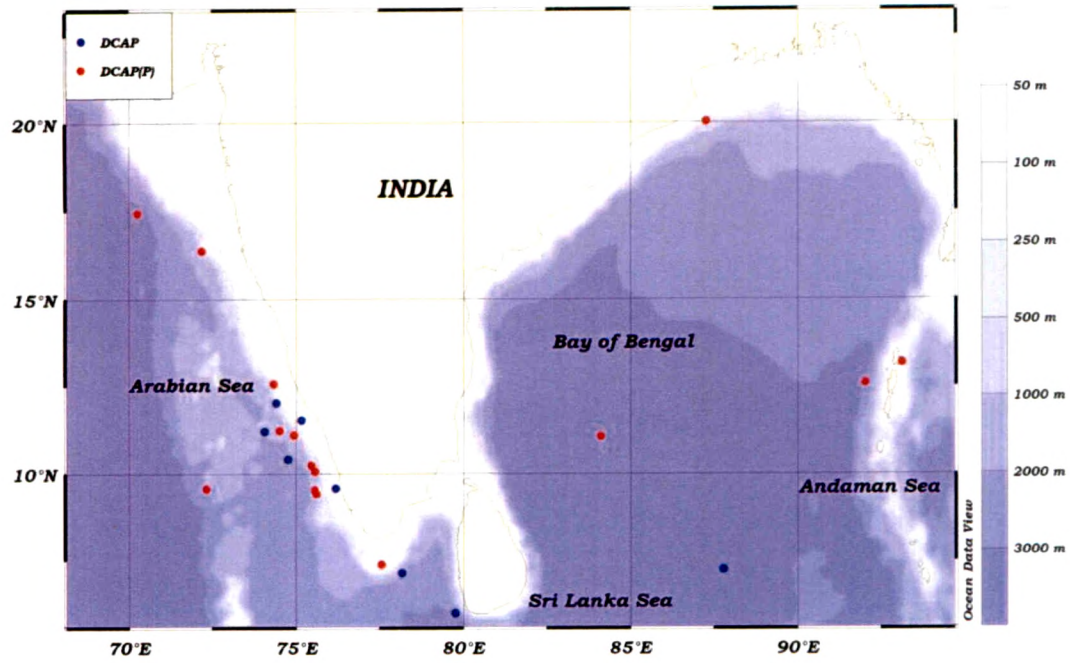 DCAP
DCAP(P)
50 m
20°N
100 m
INDIA
250 m
15°N
500 m
Bay of Bengal
Arabian Sea
1000 m
10°N
2000 m
Andaman Sea
3000 m
Ocean Data View
Sri Lanka Sea
70°E
75°E
80°E
85°E
90°E